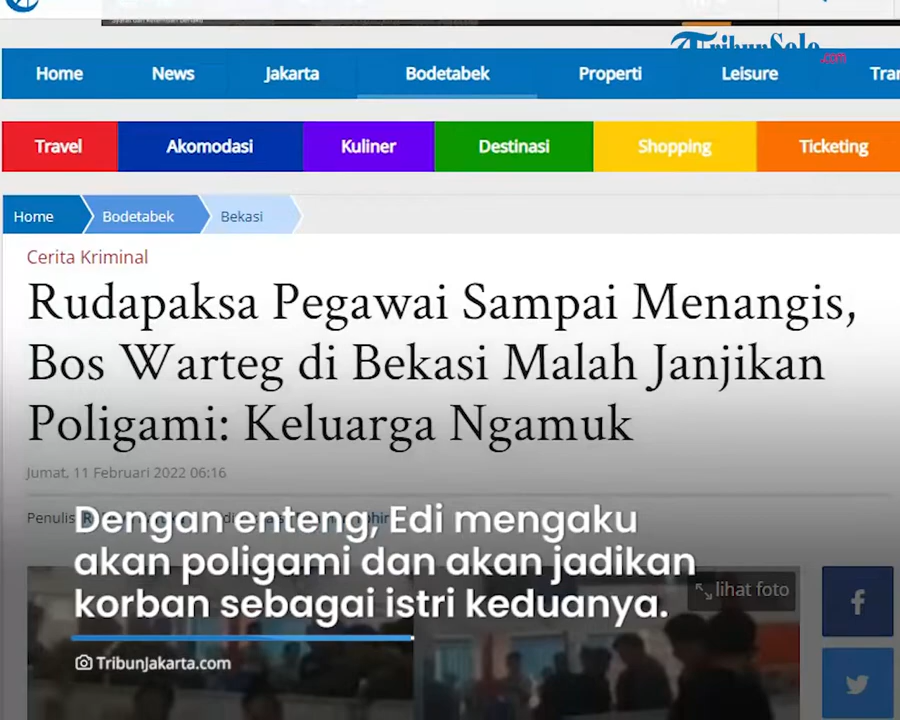 TribunSolo
.com
Home News Jakarta Bodetabek Properti Leisure
Travel Akomodasi Kuliner Destinasi Shopping Ticketing
Home Bodetabek Bekasi
Cerita Kriminal
Rudapaksa Pegawai Sampai Menangis,
Bos Warteg di Bekasi Malah Janjikan
Poligami: Keluarga Ngamuk
Jumat, 11 Februari 2022 06:16
Penulis
Dengan enteng, Edi mengaku
akan poligami dan akan jadikan
korban sebagai istri keduanya.
lihat foto
TribunJakarta.com